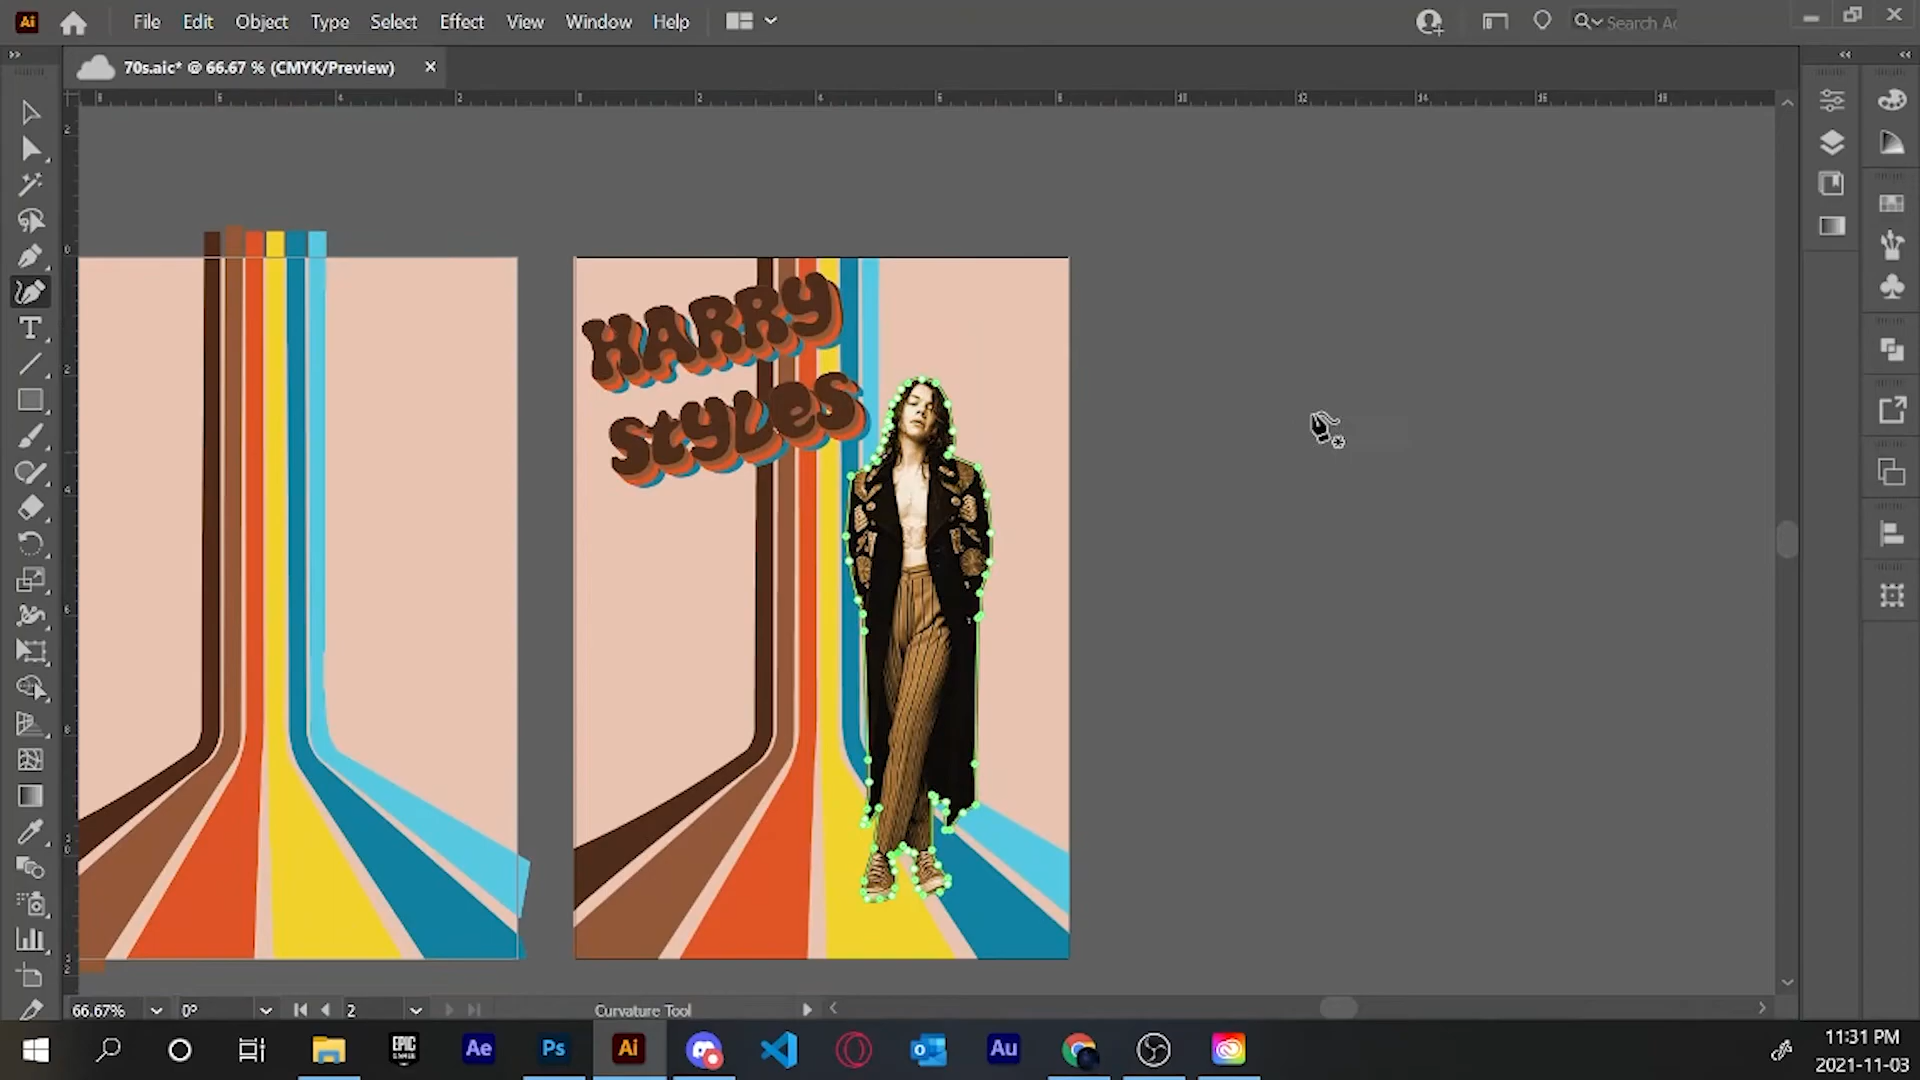 Ai File Edit Object Type Select Effect View Window Help
70s.aic* @ 66.67 % (CMYK/Preview)
HARRY
StyLeS
66.67% 0° 2 Curvature Tool
EPIC Ae Ps Ai Au
11:31 PM
2021-11-03